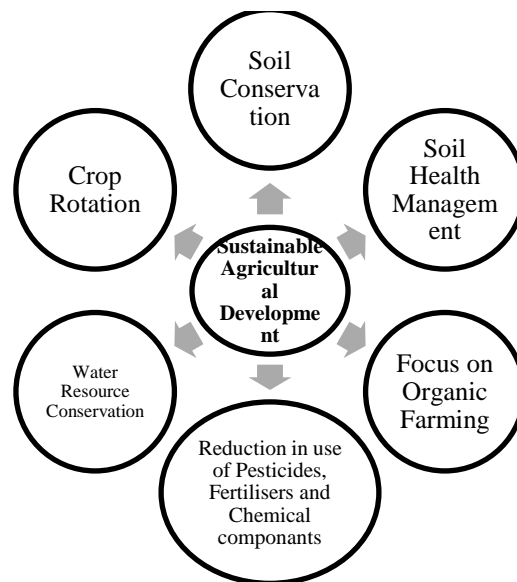 Soil
Conserva
tion
Soil
Health
Managem
ent
Crop
Rotation
Sustainable
Agricultur
al
Developme
nt
Focus on
Organic
Farming
Water
Resource
Conservation
Reduction in use
of Pesticides,
Fertilisers and
Chemical
componants